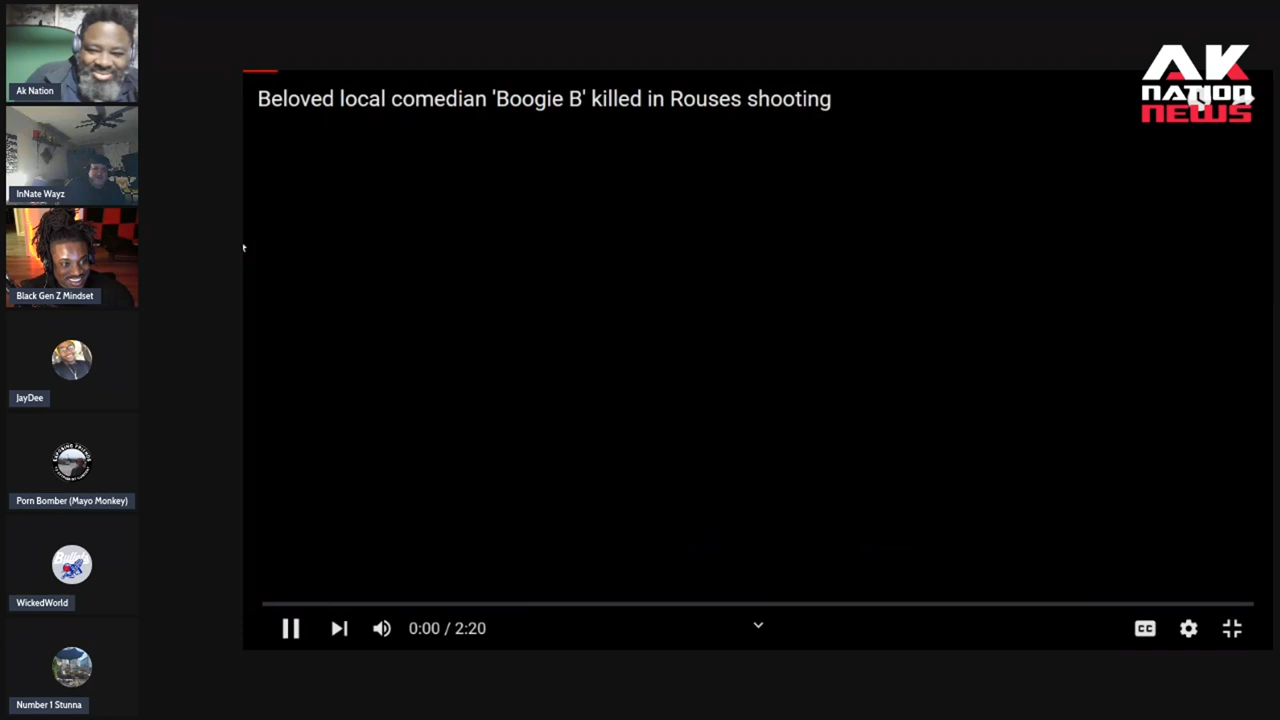 Ak Nation
InNate Wayz
Black Gen Z Mindset
JayDee
Porn Bomber (Mayo Monkey)
WickedWorld
Number 1 Stunna
Beloved local comedian 'Boogie B' killed in Rouses shooting
AK
NATION
NEWS
0:00 / 2:20
CC